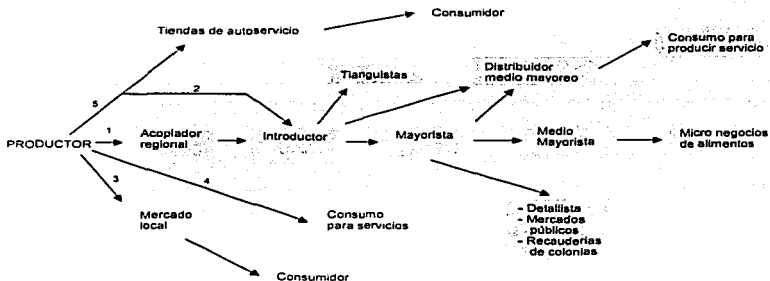 Tiendas de autoservicio
Consumidor
Consumo para
producir servicio
Tianguistas
Distribuidor
medio mayoreo
5
2
PRODUCTOR
1
Acoplador
regional
Introductor
Mayorista
Medio
Mayorista
Micro negocios
de alimentos
3
4
Mercado
local
Consumo
para servicios
- Detallista
- Mercados
públicos
- Recauderías
de colonias
Consumidor